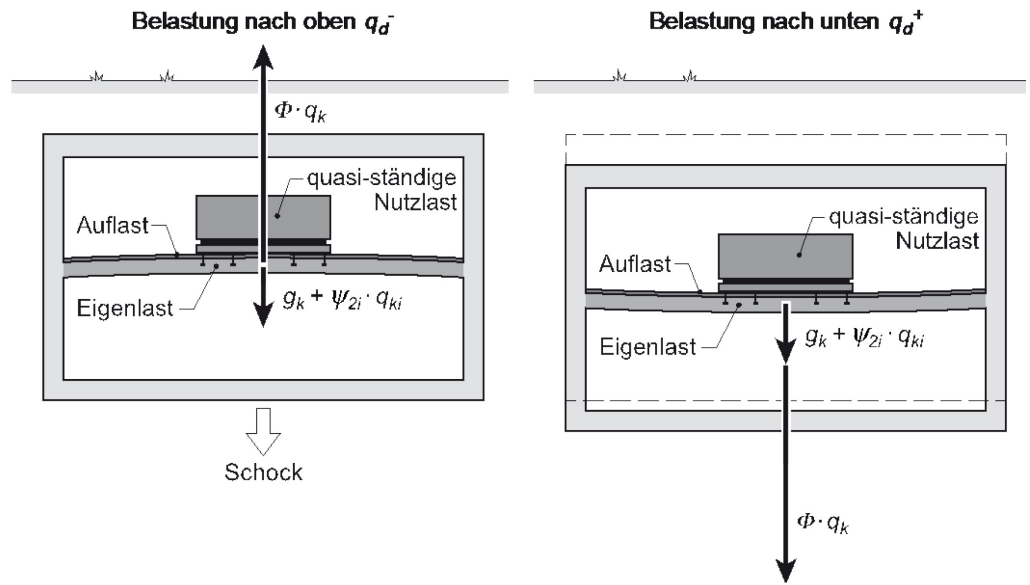 Belastung nach oben q_d^-
Φ · q_k
quasi-ständige
Nutzlast
Auflast
Eigenlast
g_k + Ψ_2i · q_ki
Schock
Belastung nach unten q_d^+
quasi-ständige
Nutzlast
Auflast
Eigenlast
g_k + Ψ_2i · q_ki
Φ · q_k